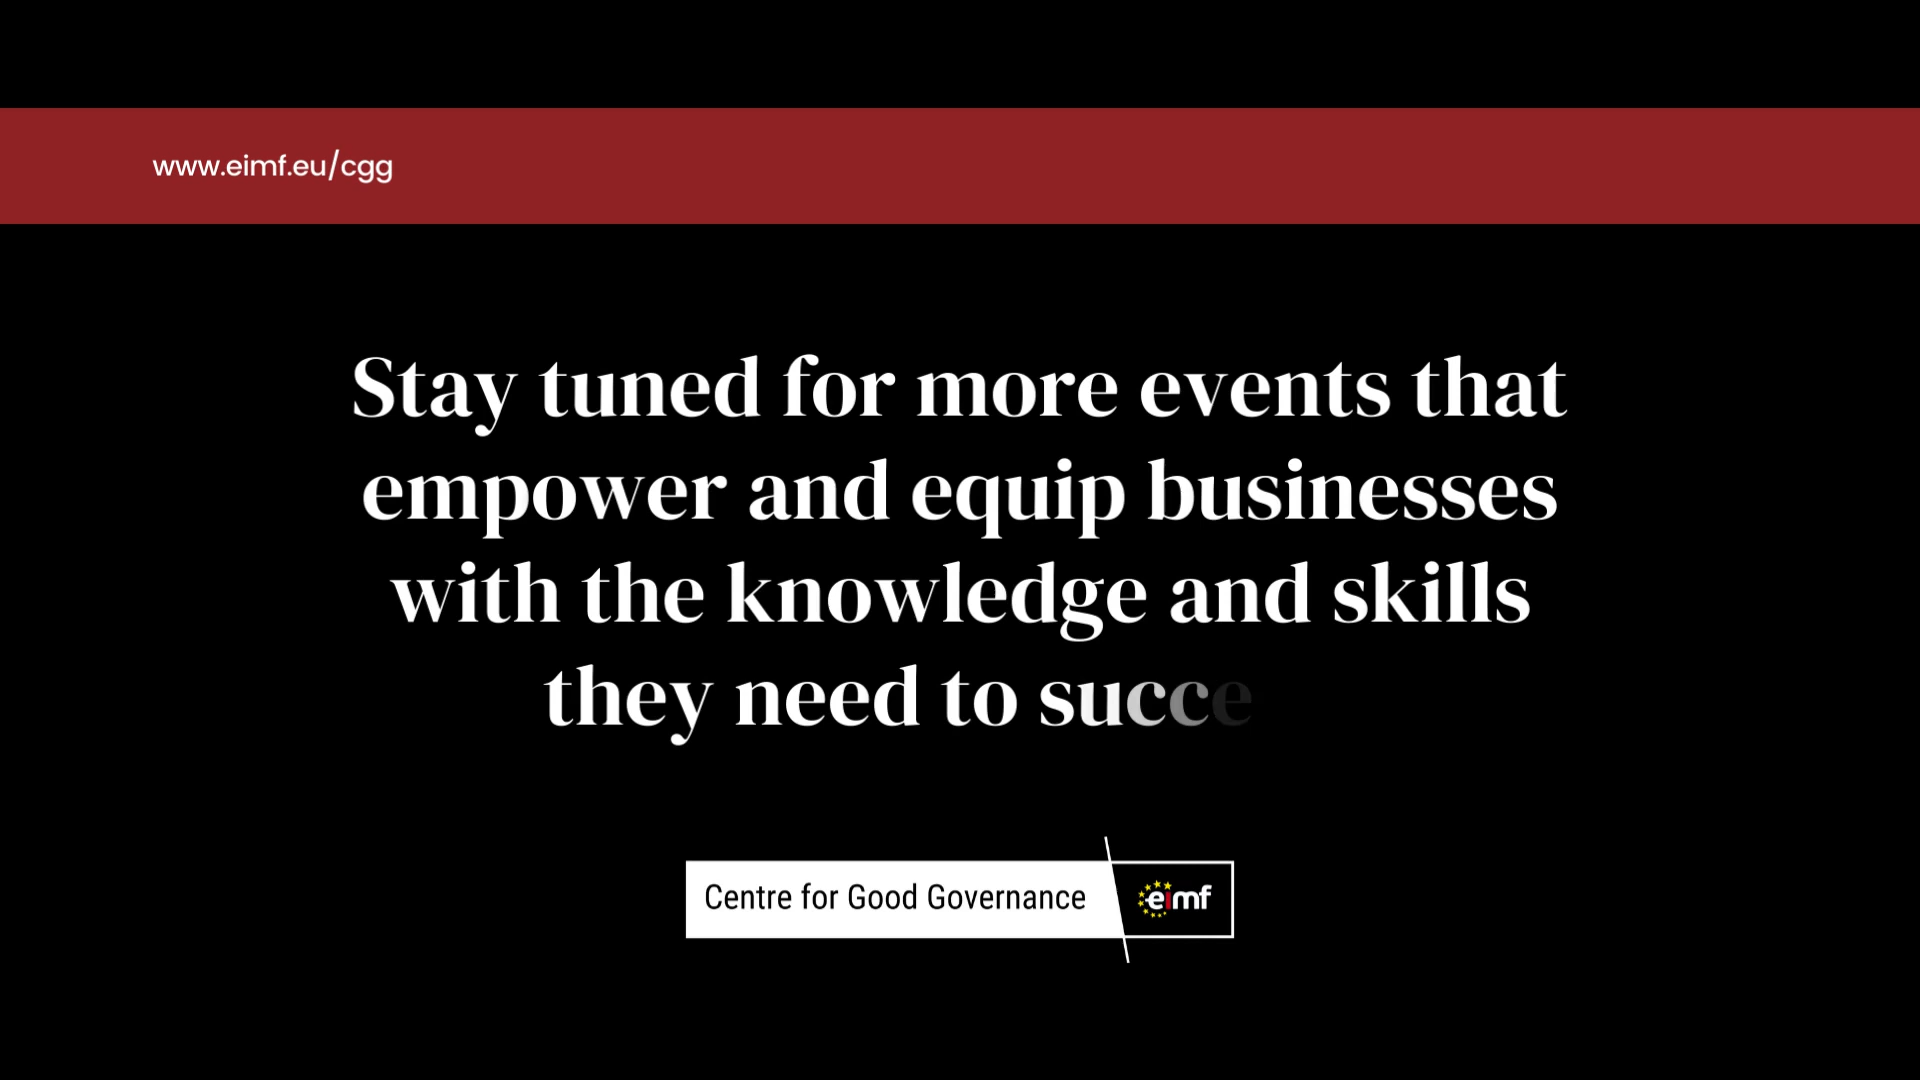 www.eimf.eu/cgg
Stay tuned for more events that
empower and equip businesses
with the knowledge and skills
they need to succe
Centre for Good Governance
eimf